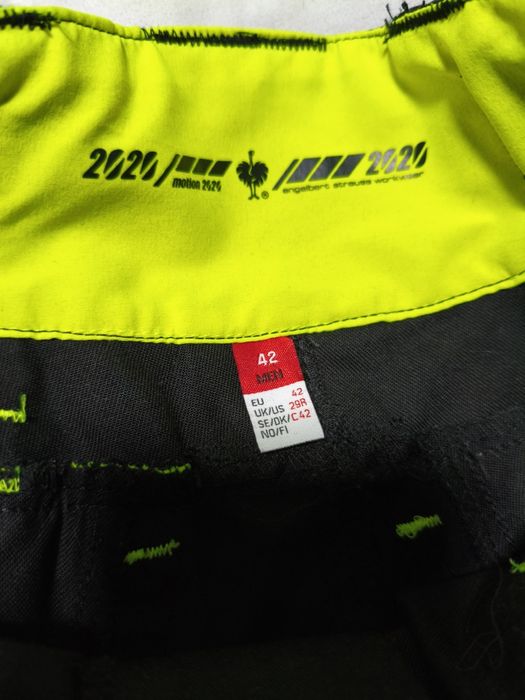 2020 / / 2020
motion 2020
®
engelbert strauss workwear
42
MEN
EU 42
UK/US 29R
SE/DK/ C42
NO/FI